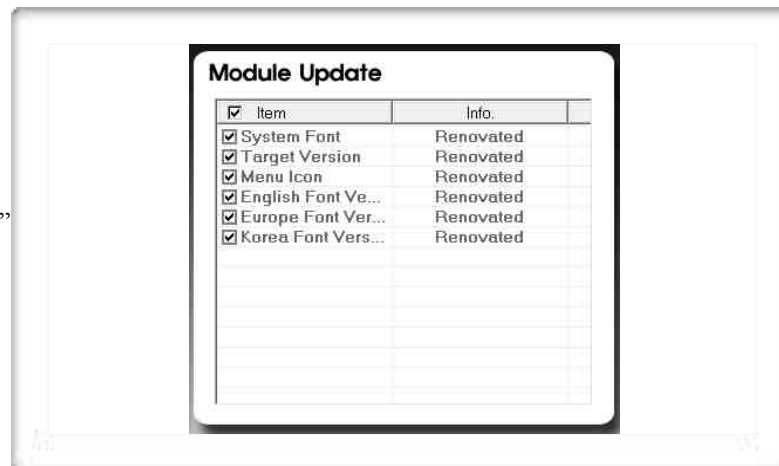 Module Update
Item Info.
System Font Renovated
Target Version Renovated
Menu Icon Renovated
English Font Ve... Renovated
Europe Font Ver... Renovated
Korea Font Vers... Renovated
”